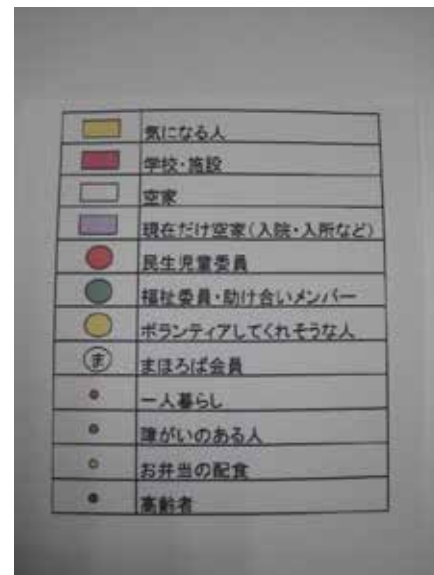 気になる人
学校・施設
空家
現在だけ空家(入院・入所など)
民生児童委員
福祉委員・助け合いメンバー
ボランティアしてくれそうな人
ま まほろば会員
一人暮らし
障がいのある人
お弁当の配食
高齢者